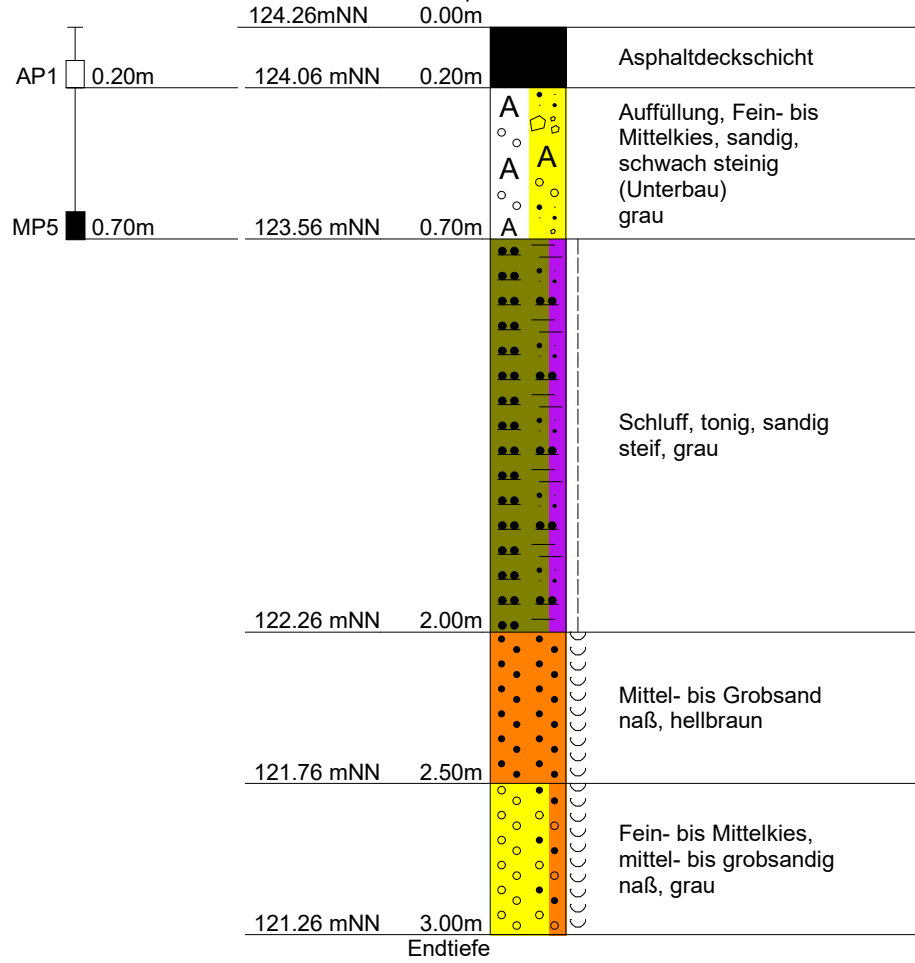 124.26mNN 0.00m
Asphaltdeckschicht
AP1 0.20m 124.06 mNN 0.20m
A
A
A
A
Auffüllung, Fein- bis
Mittelkies, sandig,
schwach steinig
(Unterbau)
grau
MP5 0.70m 123.56 mNN 0.70m
Schluff, tonig, sandig
steif, grau
122.26 mNN 2.00m
Mittel- bis Grobsand
naß, hellbraun
121.76 mNN 2.50m
Fein- bis Mittelkies,
mittel- bis grobsandig
naß, grau
121.26 mNN 3.00m
Endtiefe